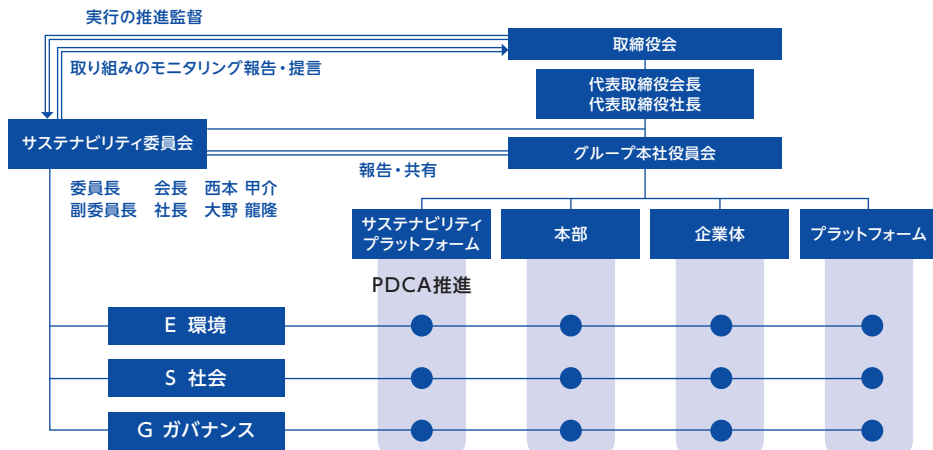 実行の推進監督
取締役会
取り組みのモニタリング報告・提言
代表取締役会長
代表取締役社長
サステナビリティ委員会
グループ本社役員会
報告・共有
委員長 会長 西本 甲介
副委員長 社長 大野 龍隆
サステナビリティ
プラットフォーム
本部
企業体
プラットフォーム
PDCA推進
E 環境
S 社会
G ガバナンス